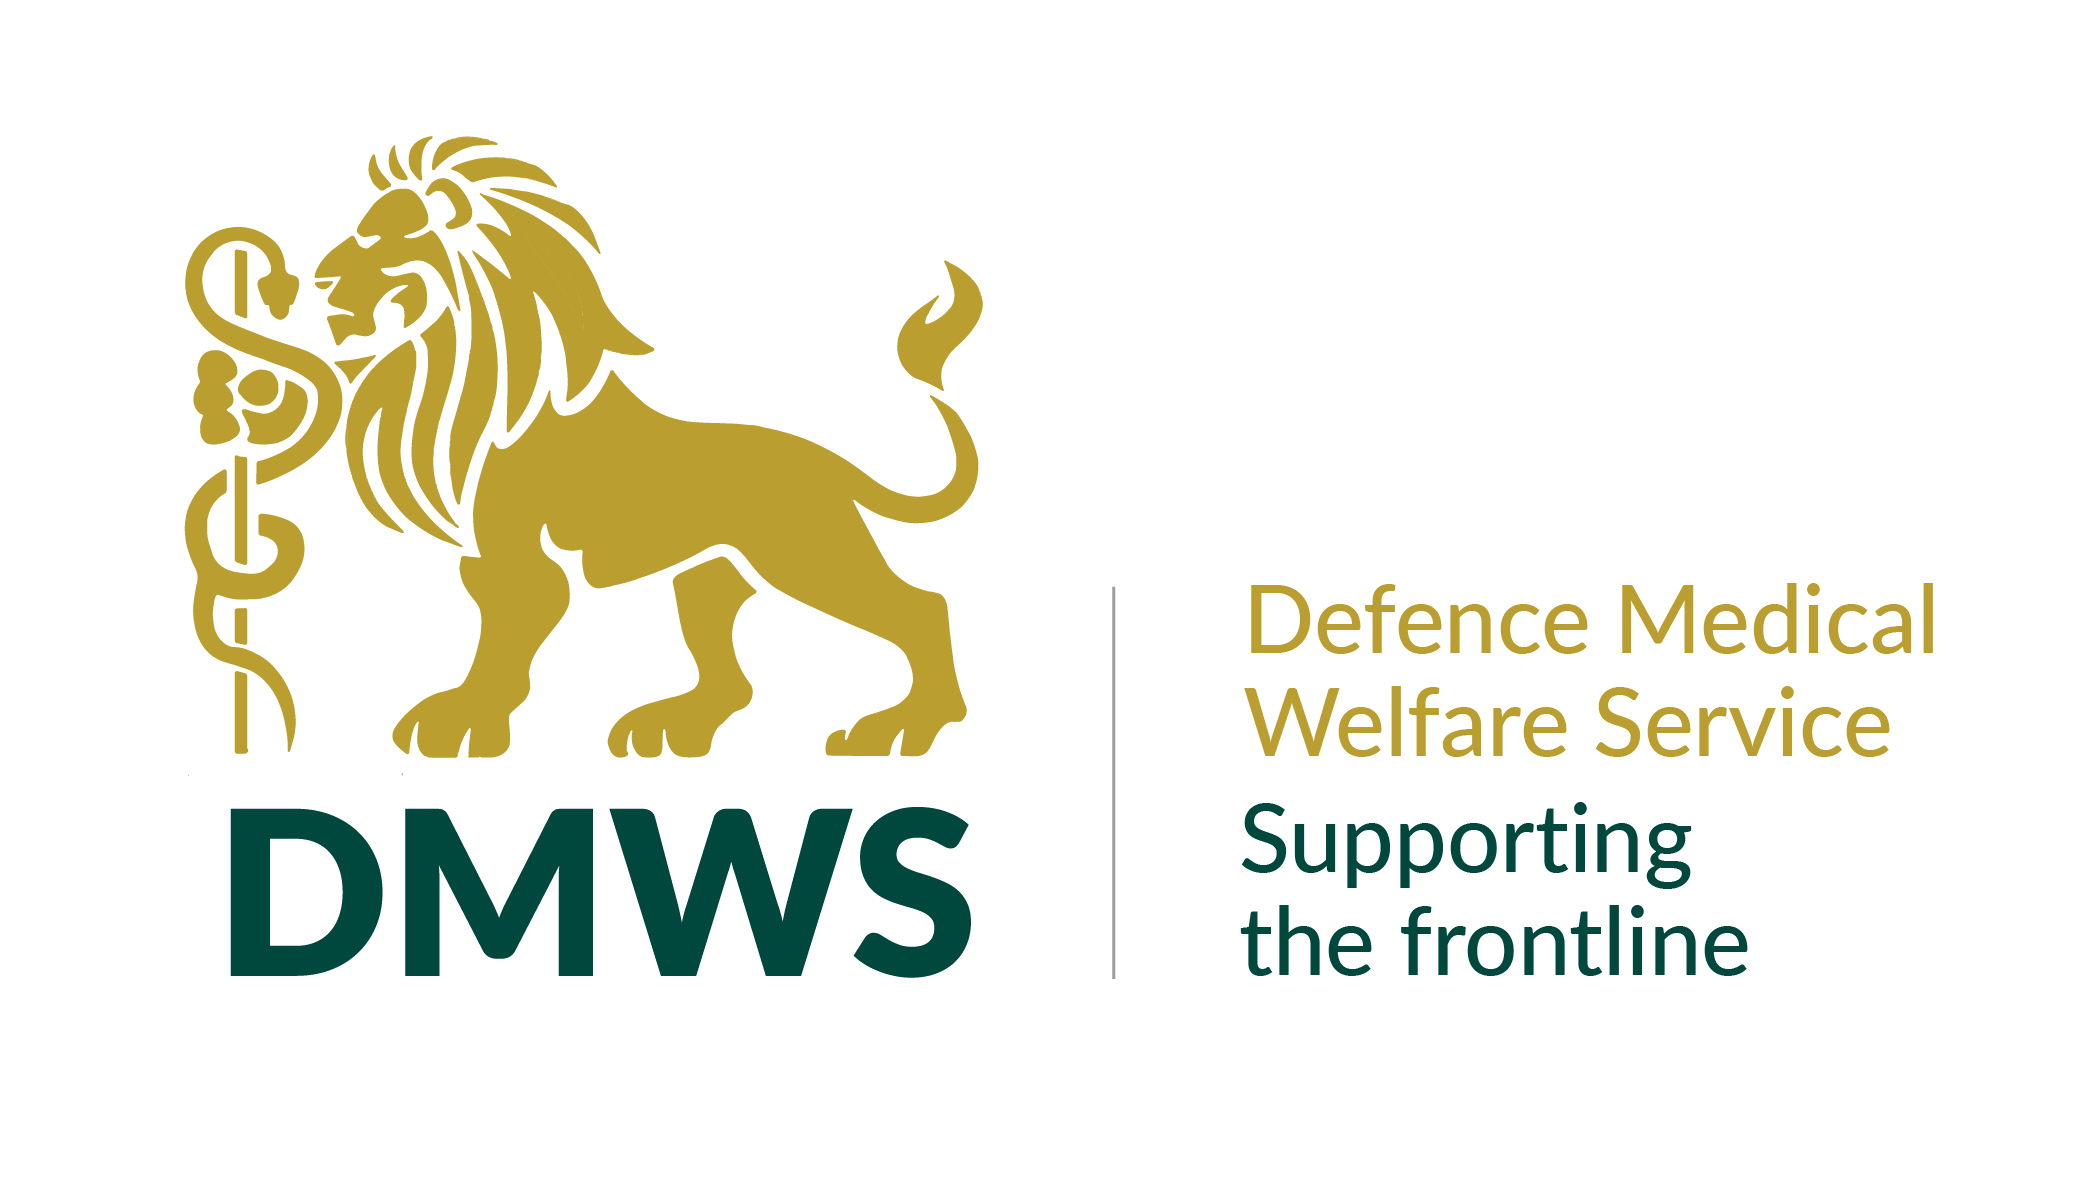 DMWS
Defence Medical
Welfare Service
Supporting
the frontline